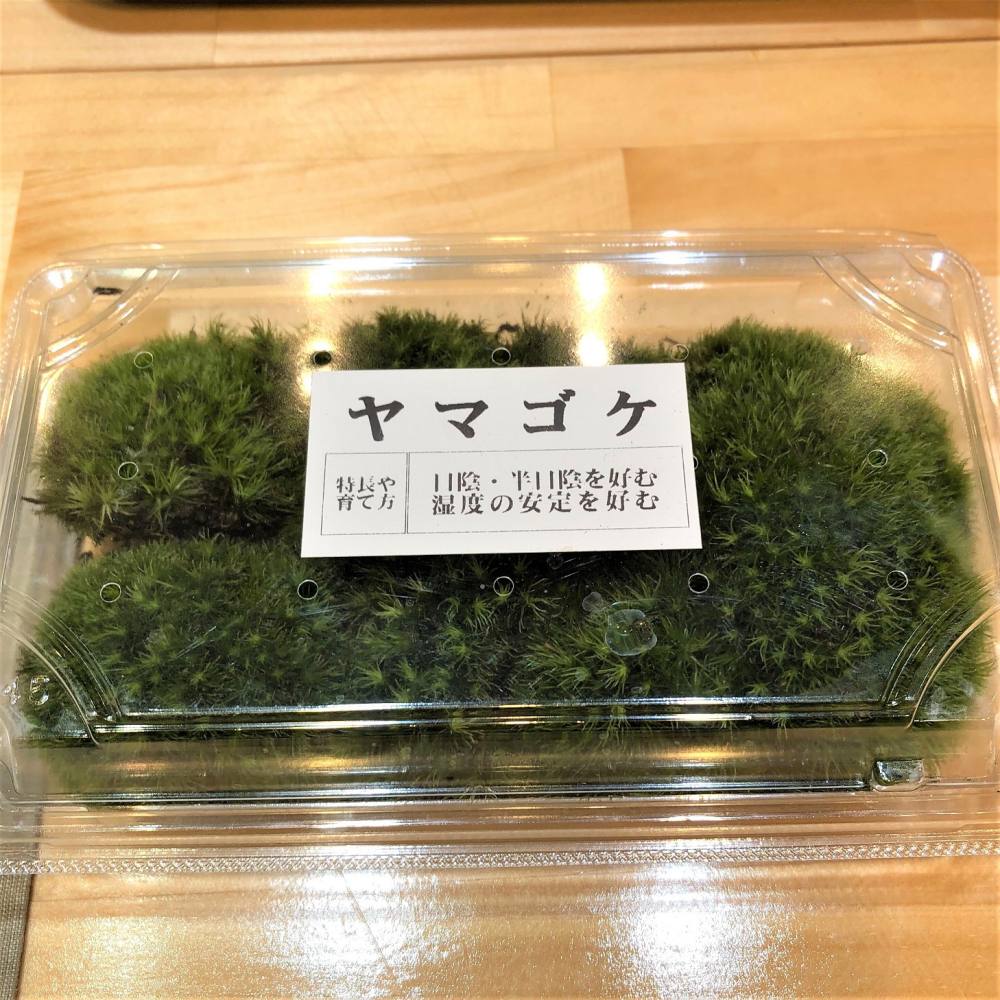 ヤマゴケ
特長や
育て方
日陰・半日陰を好む
湿度の安定を好む